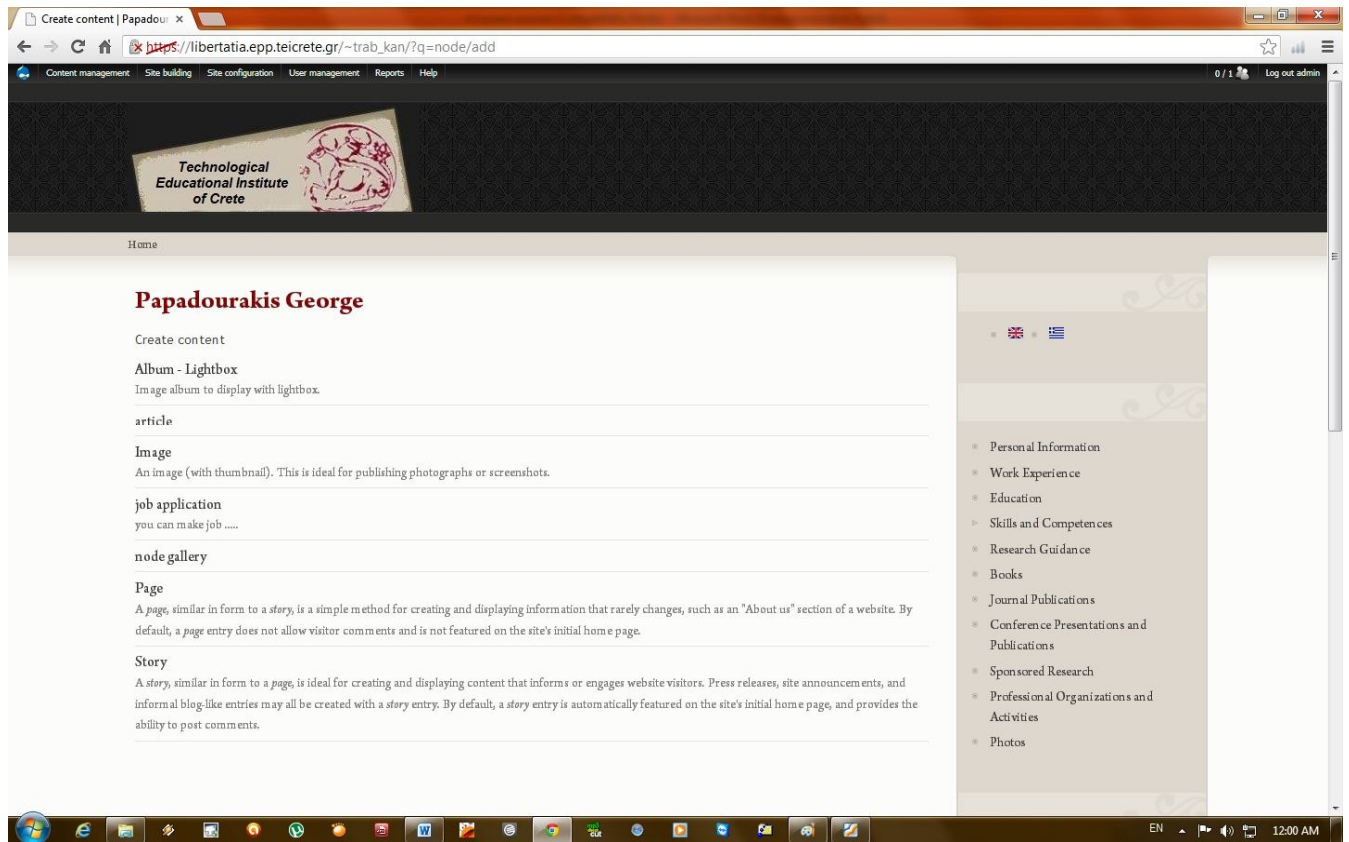 Create content | Papadour
https://libertatia.epp.teicrete.gr/~trab_kan/?q=node/add
Content management Site building Site configuration User management Reports Help 0 / 1 Log out admin
Technological
Educational Institute
of Crete
Home
Papadourakis George
Create content
Album - Lightbox
Image album to display with lightbox.
article
Image
An image (with thumbnail). This is ideal for publishing photographs or screenshots.
job application
you can make job .....
node gallery
Page
A page, similar in form to a story, is a simple method for creating and displaying information that rarely changes, such as an "About us" section of a website. By
default, a page entry does not allow visitor comments and is not featured on the site's initial home page.
Story
A story, similar in form to a page, is ideal for creating and displaying content that informs or engages website visitors. Press releases, site announcements, and
informal blog-like entries may all be created with a story entry. By default, a story entry is automatically featured on the site's initial home page, and provides the
ability to post comments.
Personal Information
Work Experience
Education
Skills and Competences
Research Guidance
Books
Journal Publications
Conference Presentations and
Publications
Sponsored Research
Professional Organizations and
Activities
Photos
EN 12:00 AM